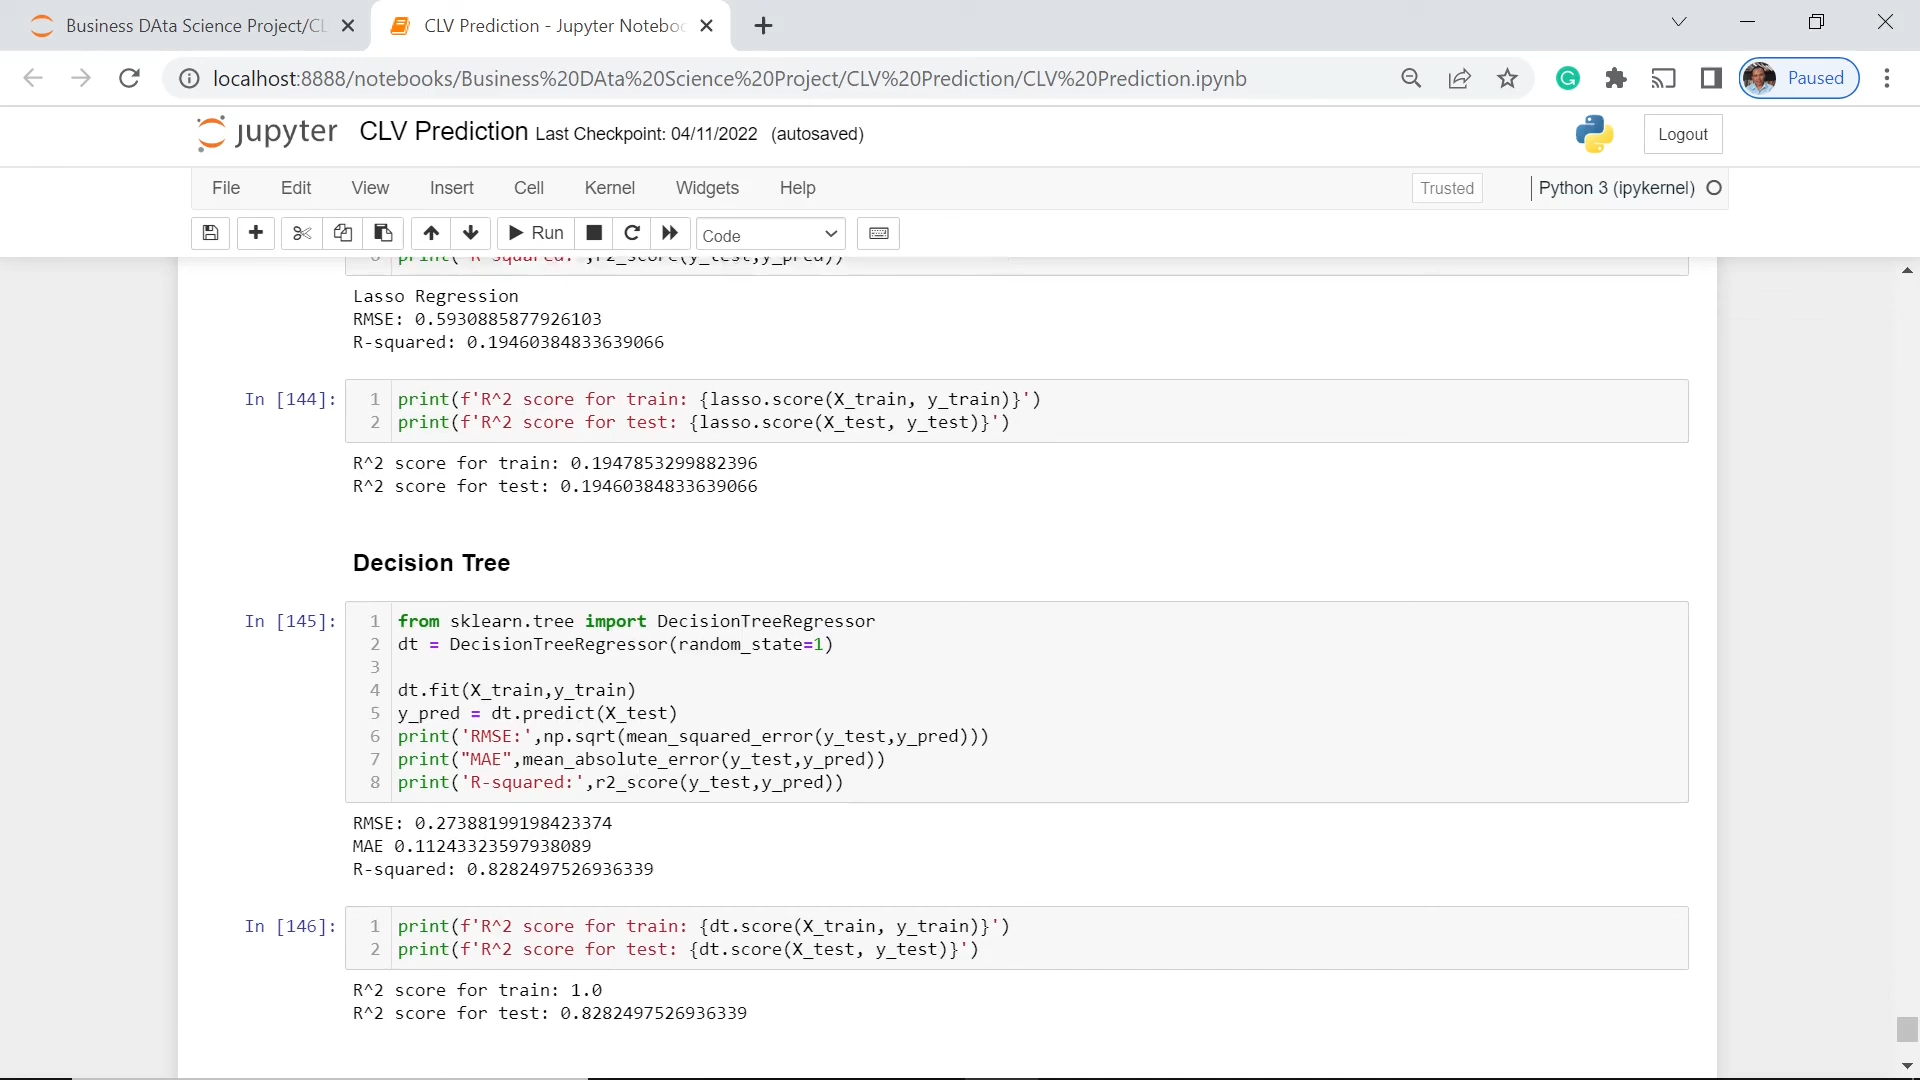 Business DAta Science Project/CL
CLV Prediction - Jupyter Noteboo
localhost:8888/notebooks/Business%20DAta%20Science%20Project/CLV%20Prediction/CLV%20Prediction.ipynb
Paused
jupyter CLV Prediction Last Checkpoint: 04/11/2022 (autosaved)
Logout
File Edit View Insert Cell Kernel Widgets Help
Trusted
Python 3 (ipykernel)
Run
Code
print('R-squared:',r2_score(y_test,y_pred))
Lasso Regression
RMSE: 0.5930885877926103
R-squared: 0.19460384833639066
In [144]:
1 print(f'R^2 score for train: {lasso.score(X_train, y_train)}')
2 print(f'R^2 score for test: {lasso.score(X_test, y_test)}')
R^2 score for train: 0.1947853299882396
R^2 score for test: 0.19460384833639066
Decision Tree
In [145]:
1 from sklearn.tree import DecisionTreeRegressor
2 dt = DecisionTreeRegressor(random_state=1)
3
4 dt.fit(X_train,y_train)
5 y_pred = dt.predict(X_test)
6 print('RMSE:',np.sqrt(mean_squared_error(y_test,y_pred)))
7 print("MAE",mean_absolute_error(y_test,y_pred))
8 print('R-squared:',r2_score(y_test,y_pred))
RMSE: 0.27388199198423374
MAE 0.11243323597938089
R-squared: 0.8282497526936339
In [146]:
1 print(f'R^2 score for train: {dt.score(X_train, y_train)}')
2 print(f'R^2 score for test: {dt.score(X_test, y_test)}')
R^2 score for train: 1.0
R^2 score for test: 0.8282497526936339